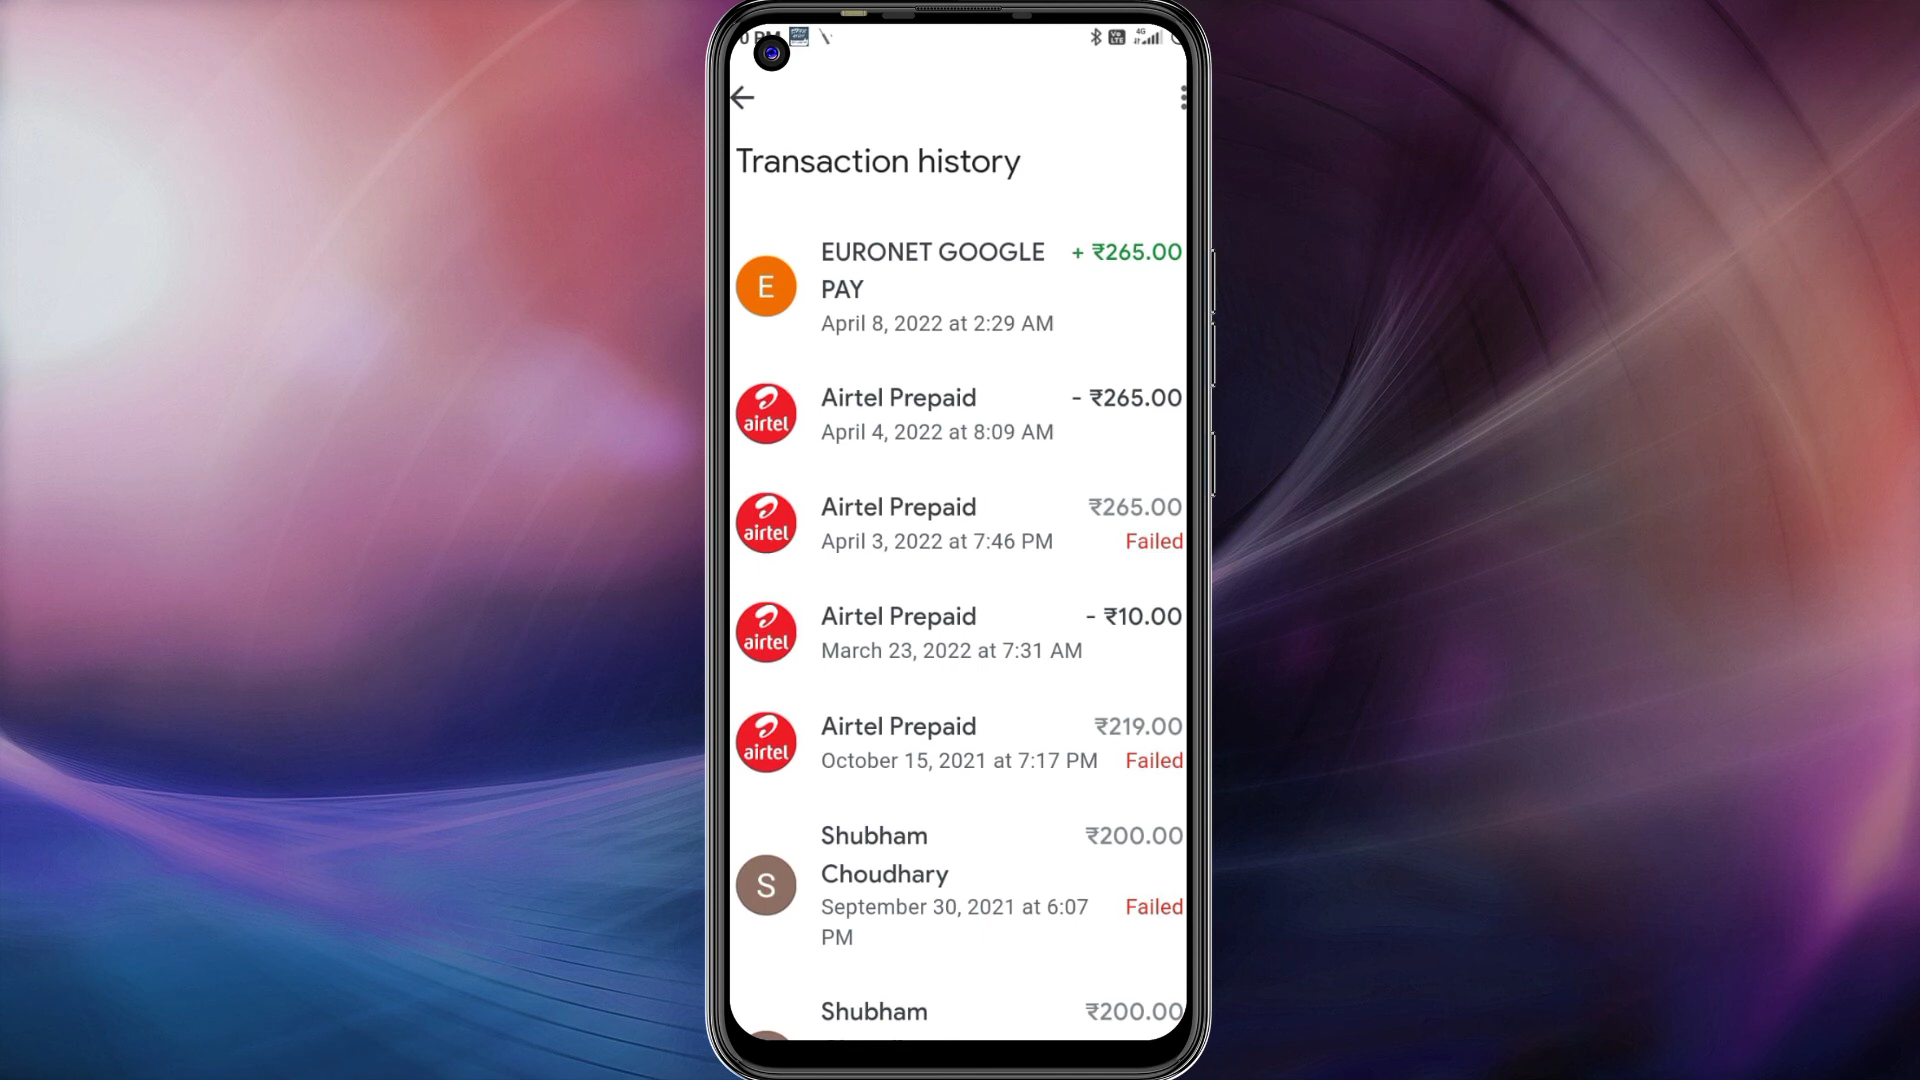 0 PM
4G
Transaction history
EURONET GOOGLE + ₹265.00
PAY
E
April 8, 2022 at 2:29 AM
Airtel Prepaid - ₹265.00
airtel
April 4, 2022 at 8:09 AM
Airtel Prepaid ₹265.00
airtel
April 3, 2022 at 7:46 PM Failed
Airtel Prepaid - ₹10.00
airtel
March 23, 2022 at 7:31 AM
Airtel Prepaid ₹219.00
airtel
October 15, 2021 at 7:17 PM Failed
Shubham ₹200.00
Choudhary
S
September 30, 2021 at 6:07 Failed
PM
Shubham ₹200.00